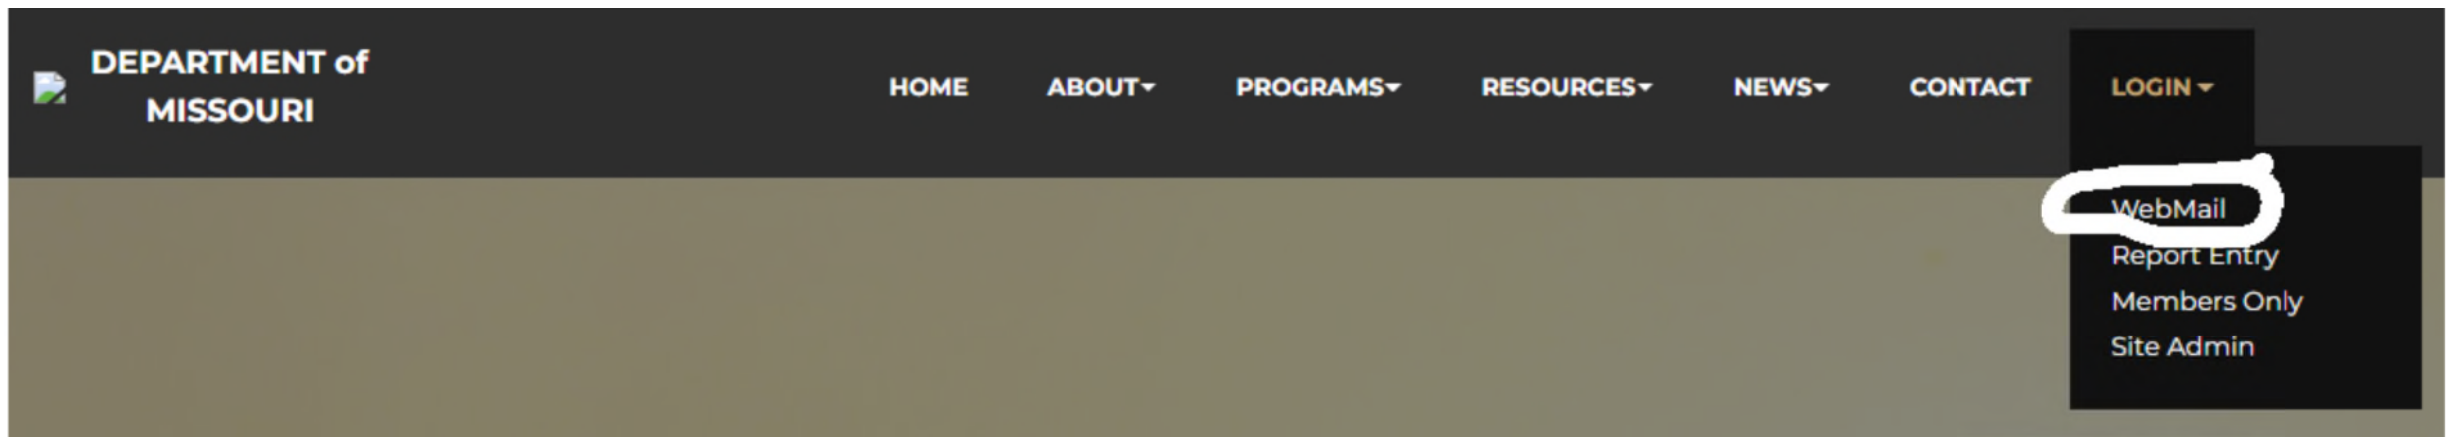 DEPARTMENT of
MISSOURI
HOME ABOUT PROGRAMS RESOURCES NEWS CONTACT LOGIN
WebMail
Report Entry
Members Only
Site Admin